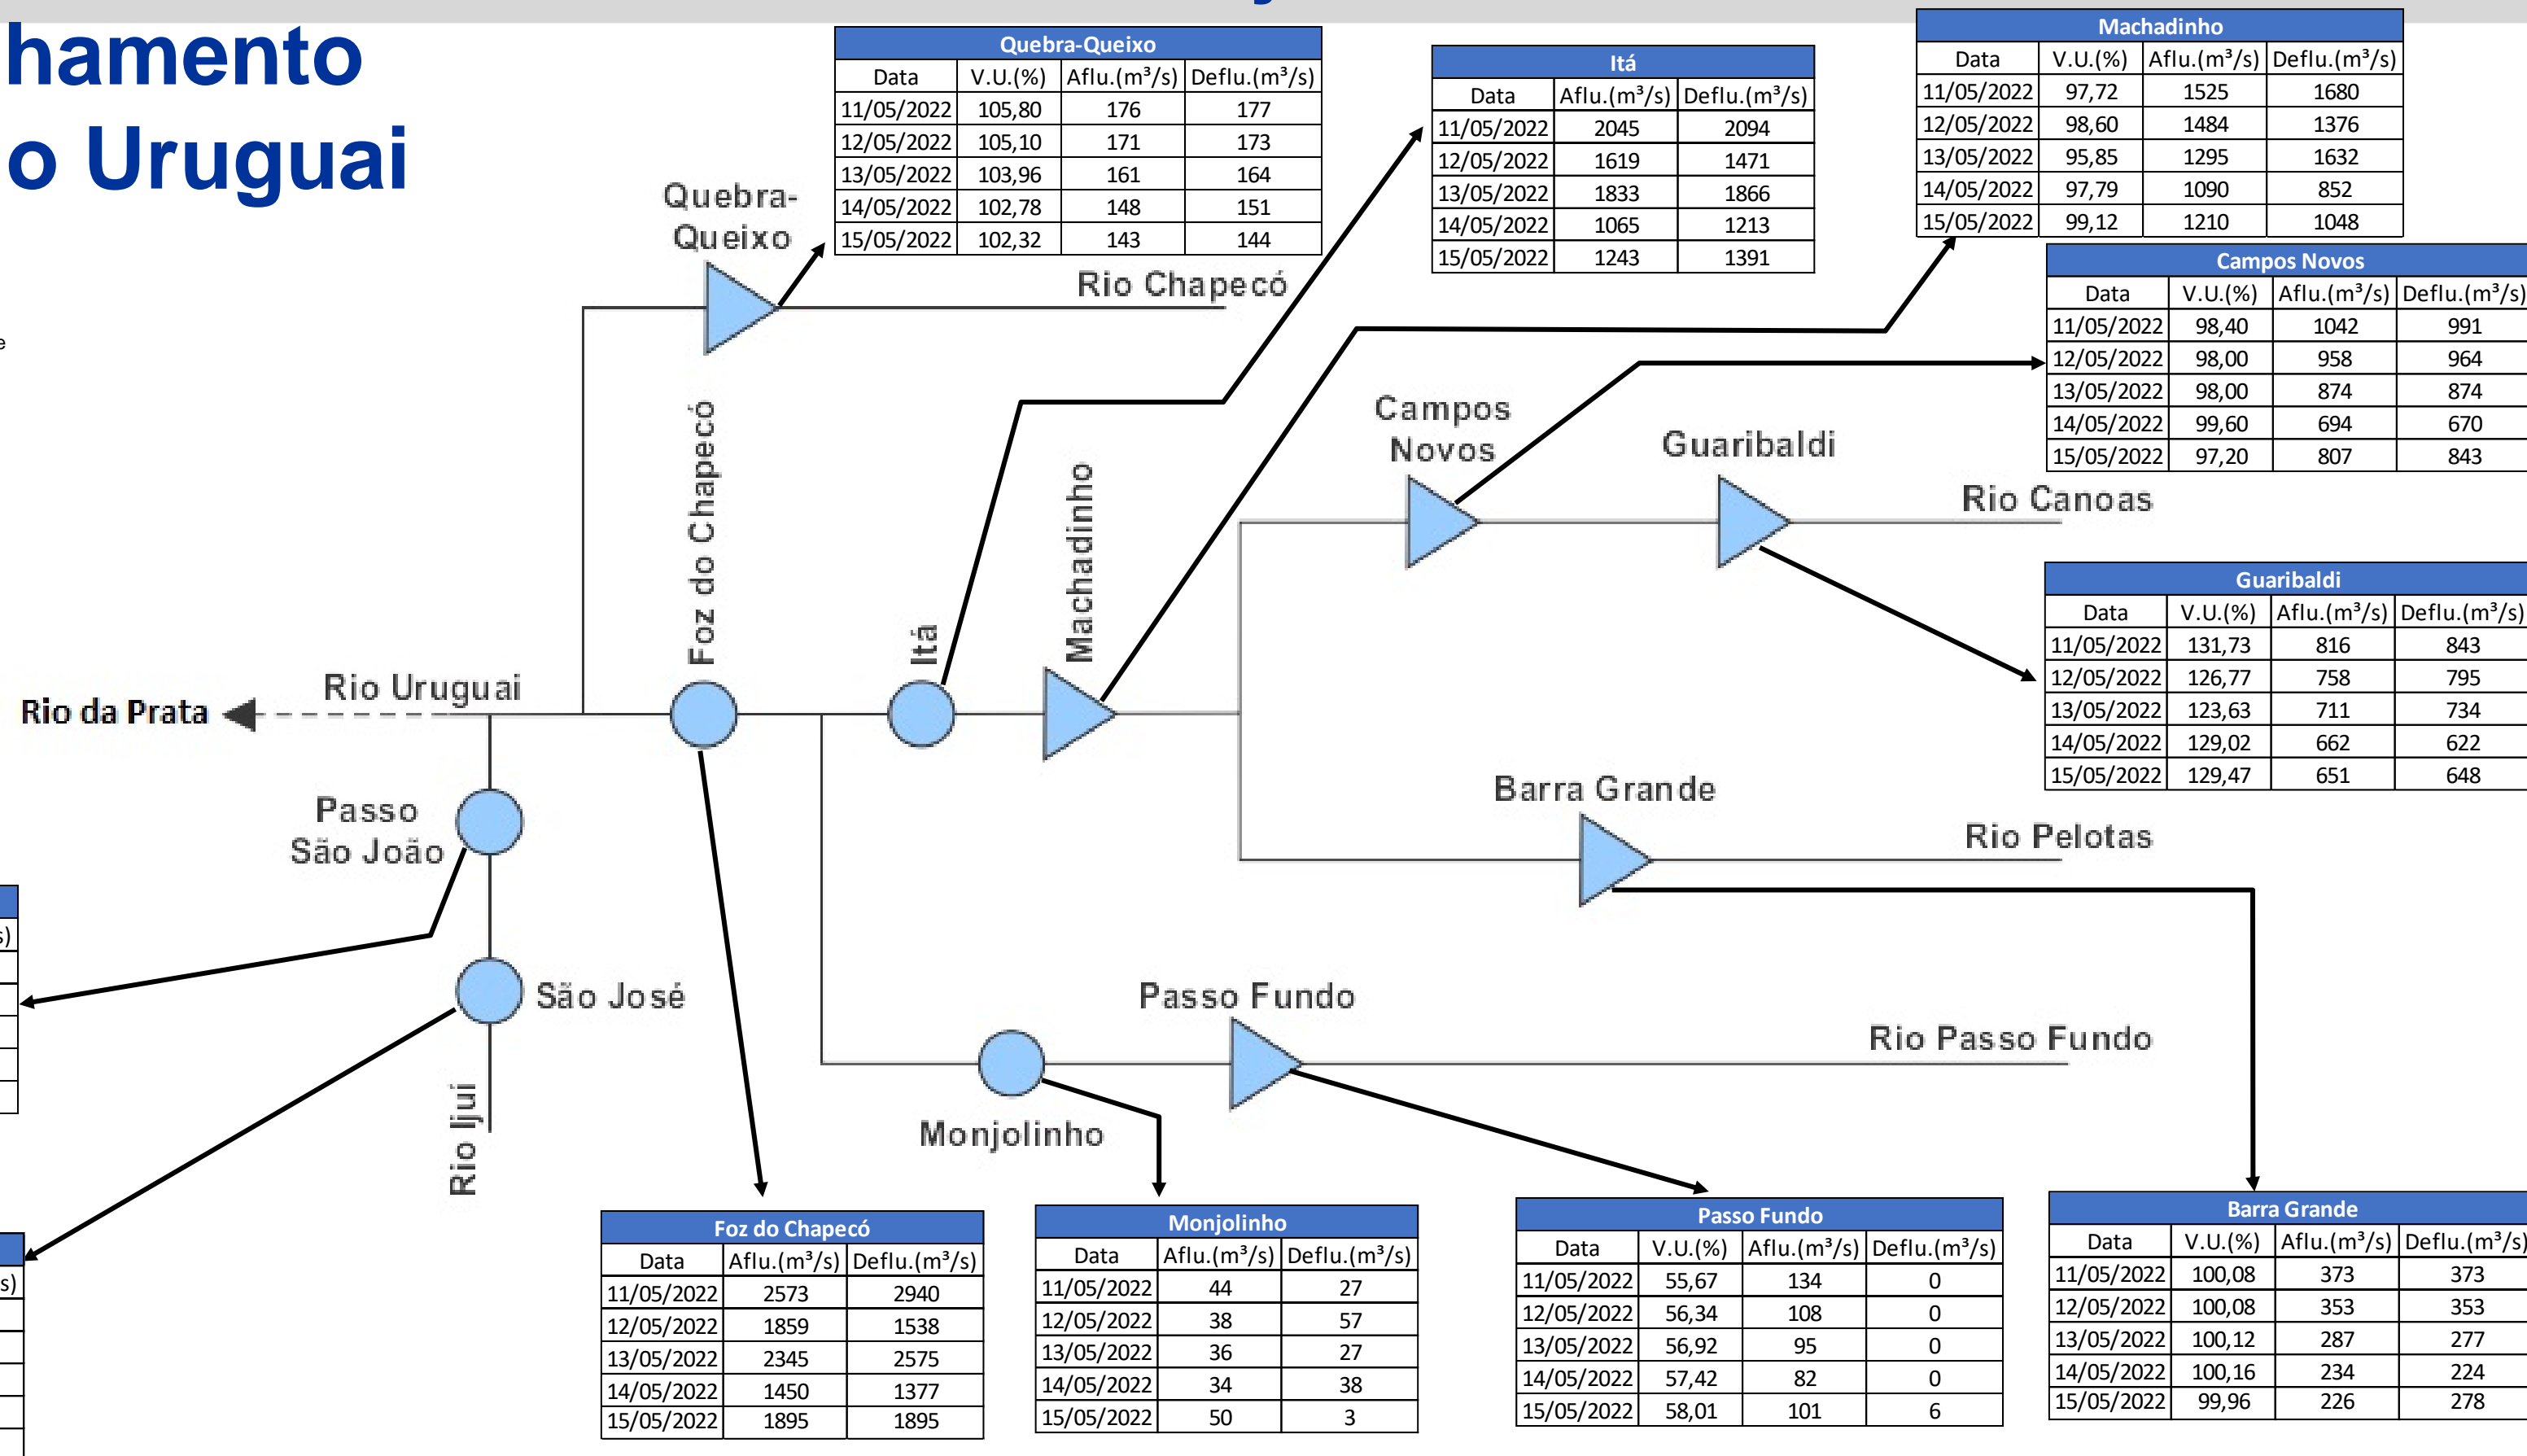 hamento
o Uruguai
e
Quebra-Queixo
Data V.U.(%) Aflu.(m³/s) Deflu.(m³/s)
11/05/2022 105,80 176 177
12/05/2022 105,10 171 173
13/05/2022 103,96 161 164
14/05/2022 102,78 148 151
15/05/2022 102,32 143 144
Itá
Data Aflu.(m³/s) Deflu.(m³/s)
11/05/2022 2045 2094
12/05/2022 1619 1471
13/05/2022 1833 1866
14/05/2022 1065 1213
15/05/2022 1243 1391
Machadinho
Data V.U.(%) Aflu.(m³/s) Deflu.(m³/s)
11/05/2022 97,72 1525 1680
12/05/2022 98,60 1484 1376
13/05/2022 95,85 1295 1632
14/05/2022 97,79 1090 852
15/05/2022 99,12 1210 1048
Campos Novos
Data V.U.(%) Aflu.(m³/s) Deflu.(m³/s)
11/05/2022 98,40 1042 991
12/05/2022 98,00 958 964
13/05/2022 98,00 874 874
14/05/2022 99,60 694 670
15/05/2022 97,20 807 843
Quebra-
Queixo
Rio Chapecó
Foz do Chapecó
Itá
Machadinho
Campos
Novos
Guaribaldi
Rio Canoas
Guaribaldi
Data V.U.(%) Aflu.(m³/s) Deflu.(m³/s)
11/05/2022 131,73 816 843
12/05/2022 126,77 758 795
13/05/2022 123,63 711 734
14/05/2022 129,02 662 622
15/05/2022 129,47 651 648
Rio da Prata
Rio Uruguai
Passo
São João
Barra Grande
Rio Pelotas
s)
São José
Rio Ijuí
Passo Fundo
Rio Passo Fundo
Monjolinho
s)
Foz do Chapecó
Data Aflu.(m³/s) Deflu.(m³/s)
11/05/2022 2573 2940
12/05/2022 1859 1538
13/05/2022 2345 2575
14/05/2022 1450 1377
15/05/2022 1895 1895
Monjolinho
Data Aflu.(m³/s) Deflu.(m³/s)
11/05/2022 44 27
12/05/2022 38 57
13/05/2022 36 27
14/05/2022 34 38
15/05/2022 50 3
Passo Fundo
Data V.U.(%) Aflu.(m³/s) Deflu.(m³/s)
11/05/2022 55,67 134 0
12/05/2022 56,34 108 0
13/05/2022 56,92 95 0
14/05/2022 57,42 82 0
15/05/2022 58,01 101 6
Barra Grande
Data V.U.(%) Aflu.(m³/s) Deflu.(m³/s)
11/05/2022 100,08 373 373
12/05/2022 100,08 353 353
13/05/2022 100,12 287 277
14/05/2022 100,16 234 224
15/05/2022 99,96 226 278